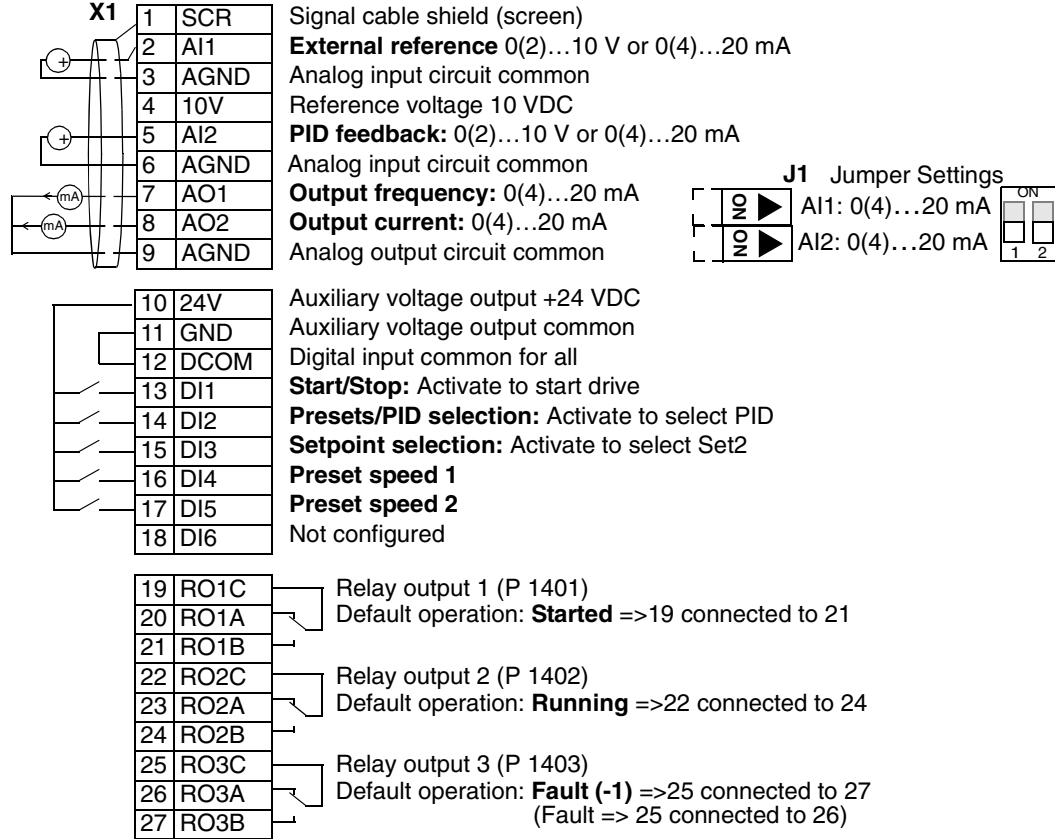 X1
1 SCR Signal cable shield (screen)
2 AI1 External reference 0(2)…10 V or 0(4)…20 mA
+
3 AGND Analog input circuit common
4 10V Reference voltage 10 VDC
5 AI2 PID feedback: 0(2)…10 V or 0(4)…20 mA
+
6 AGND Analog input circuit common
J1 Jumper Settings
mA 7 AO1 Output frequency: 0(4)…20 mA
ON AI1: 0(4)…20 mA ON
mA 8 AO2 Output current: 0(4)…20 mA
ON AI2: 0(4)…20 mA 1 2
9 AGND Analog output circuit common
10 24V Auxiliary voltage output +24 VDC
11 GND Auxiliary voltage output common
12 DCOM Digital input common for all
13 DI1 Start/Stop: Activate to start drive
14 DI2 Presets/PID selection: Activate to select PID
15 DI3 Setpoint selection: Activate to select Set2
16 DI4 Preset speed 1
17 DI5 Preset speed 2
18 DI6 Not configured
19 RO1C Relay output 1 (P 1401)
20 RO1A Default operation: Started =>19 connected to 21
21 RO1B
22 RO2C Relay output 2 (P 1402)
23 RO2A Default operation: Running =>22 connected to 24
24 RO2B
25 RO3C Relay output 3 (P 1403)
26 RO3A Default operation: Fault (-1) =>25 connected to 27
27 RO3B (Fault => 25 connected to 26)